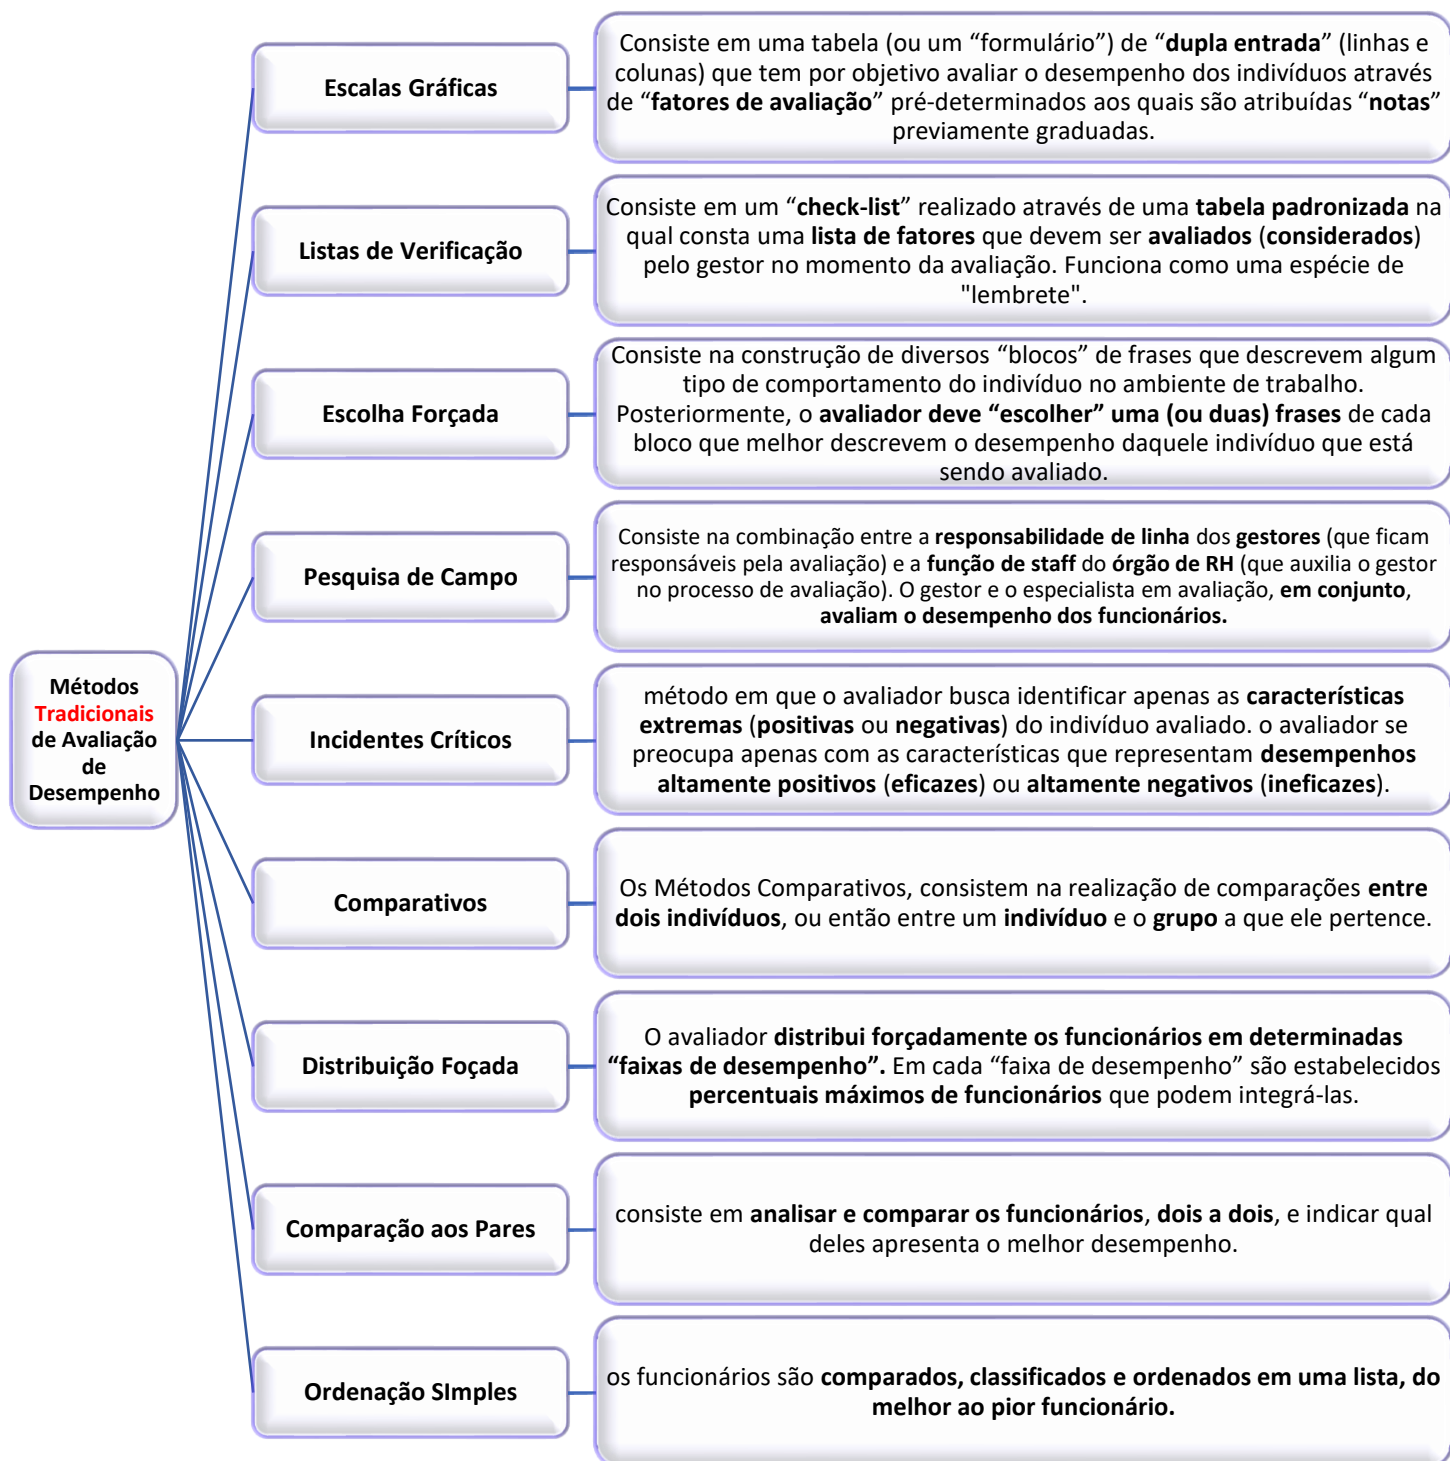 Métodos
Tradicionais
de Avaliação
de
Desempenho
Escalas Gráficas
Consiste em uma tabela (ou um “formulário”) de “dupla entrada” (linhas e
colunas) que tem por objetivo avaliar o desempenho dos indivíduos através
de “fatores de avaliação” pré-determinados aos quais são atribuídas “notas”
previamente graduadas.
Listas de Verificação
Consiste em um “check-list” realizado através de uma tabela padronizada na
qual consta uma lista de fatores que devem ser avaliados (considerados)
pelo gestor no momento da avaliação. Funciona como uma espécie de
"lembrete".
Escolha Forçada
Consiste na construção de diversos “blocos” de frases que descrevem algum
tipo de comportamento do indivíduo no ambiente de trabalho.
Posteriormente, o avaliador deve “escolher” uma (ou duas) frases de cada
bloco que melhor descrevem o desempenho daquele indivíduo que está
sendo avaliado.
Pesquisa de Campo
Consiste na combinação entre a responsabilidade de linha dos gestores (que ficam
responsáveis pela avaliação) e a função de staff do órgão de RH (que auxilia o gestor
no processo de avaliação). O gestor e o especialista em avaliação, em conjunto,
avaliam o desempenho dos funcionários.
Incidentes Críticos
método em que o avaliador busca identificar apenas as características
extremas (positivas ou negativas) do indivíduo avaliado. o avaliador se
preocupa apenas com as características que representam desempenhos
altamente positivos (eficazes) ou altamente negativos (ineficazes).
Comparativos
Os Métodos Comparativos, consistem na realização de comparações entre
dois indivíduos, ou então entre um indivíduo e o grupo a que ele pertence.
Distribuição Foçada
O avaliador distribui forçadamente os funcionários em determinadas
“faixas de desempenho”. Em cada “faixa de desempenho” são estabelecidos
percentuais máximos de funcionários que podem integrá-las.
Comparação aos Pares
consiste em analisar e comparar os funcionários, dois a dois, e indicar qual
deles apresenta o melhor desempenho.
Ordenação SImples
os funcionários são comparados, classificados e ordenados em uma lista, do
melhor ao pior funcionário.